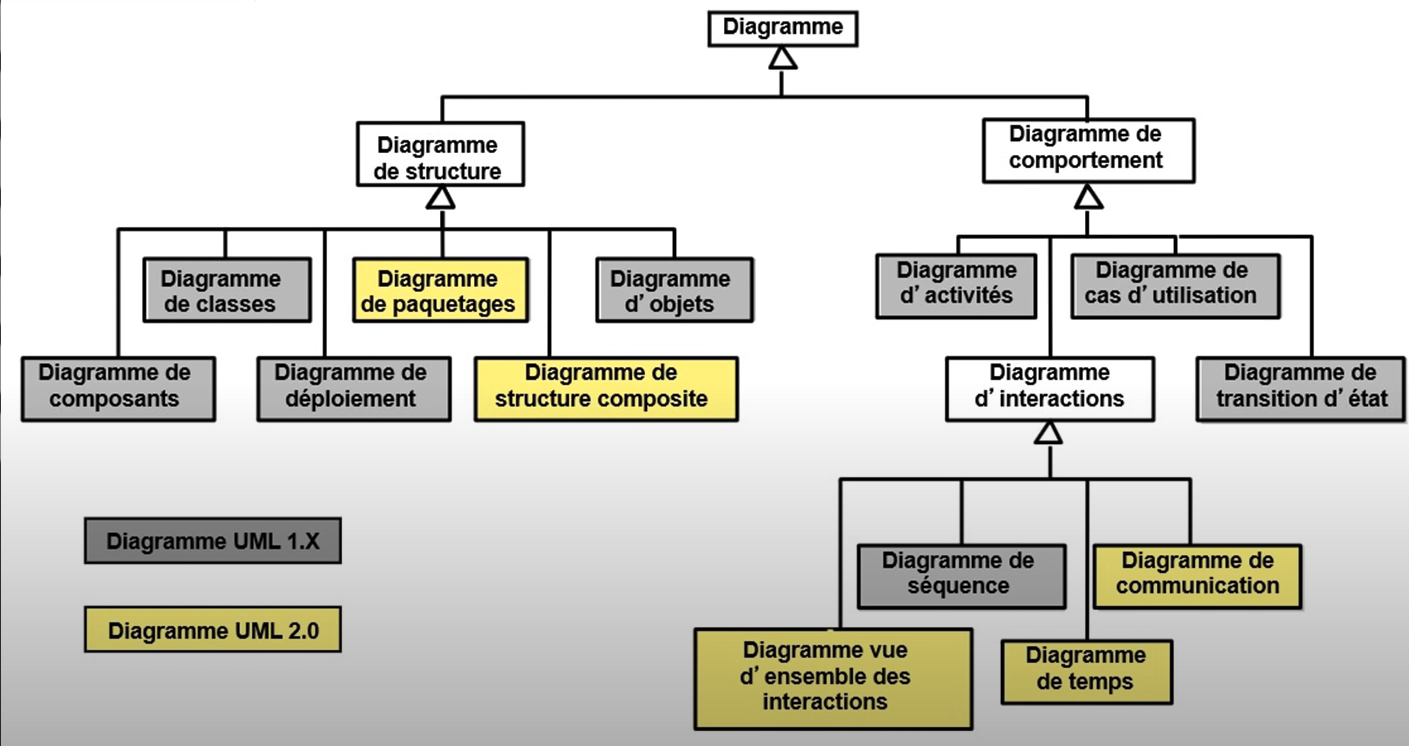 Diagramme
Diagramme
de structure
Diagramme de
comportement
Diagramme
de classes
Diagramme
de paquetages
Diagramme
d’ objets
Diagramme
d’ activités
Diagramme de
cas d’ utilisation
Diagramme de
composants
Diagramme de
déploiement
Diagramme de
structure composite
Diagramme
d’ interactions
Diagramme de
transition d’ état
Diagramme UML 1.X
Diagramme de
séquence
Diagramme de
communication
Diagramme UML 2.0
Diagramme vue
d’ ensemble des
interactions
Diagramme
de temps